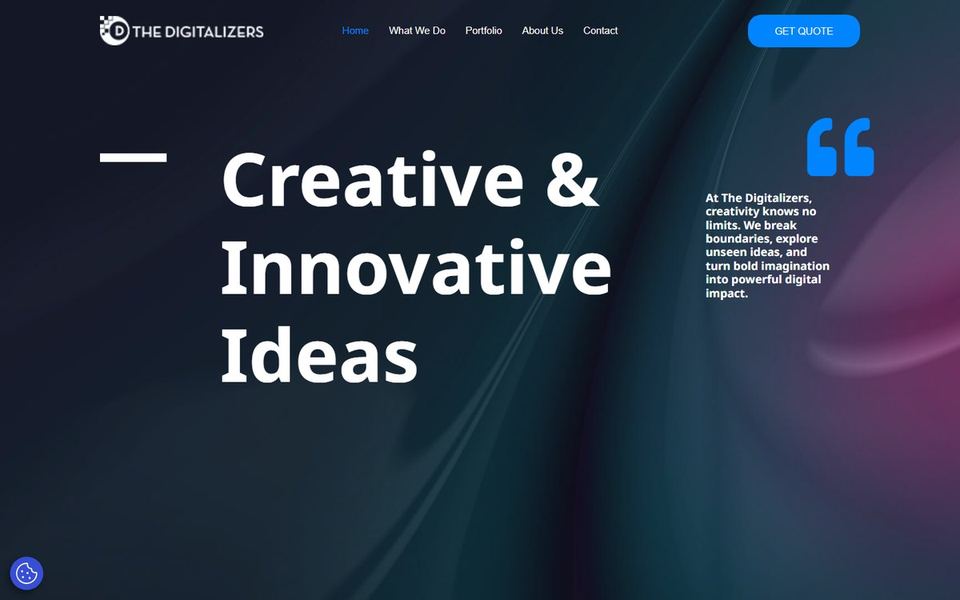 THE DIGITALIZERS
Home
What We Do
Portfolio
About Us
Contact
GET QUOTE
Creative &
Innovative
Ideas
At The Digitalizers,
creativity knows no
limits. We break
boundaries, explore
unseen ideas, and
turn bold imagination
into powerful digital
impact.